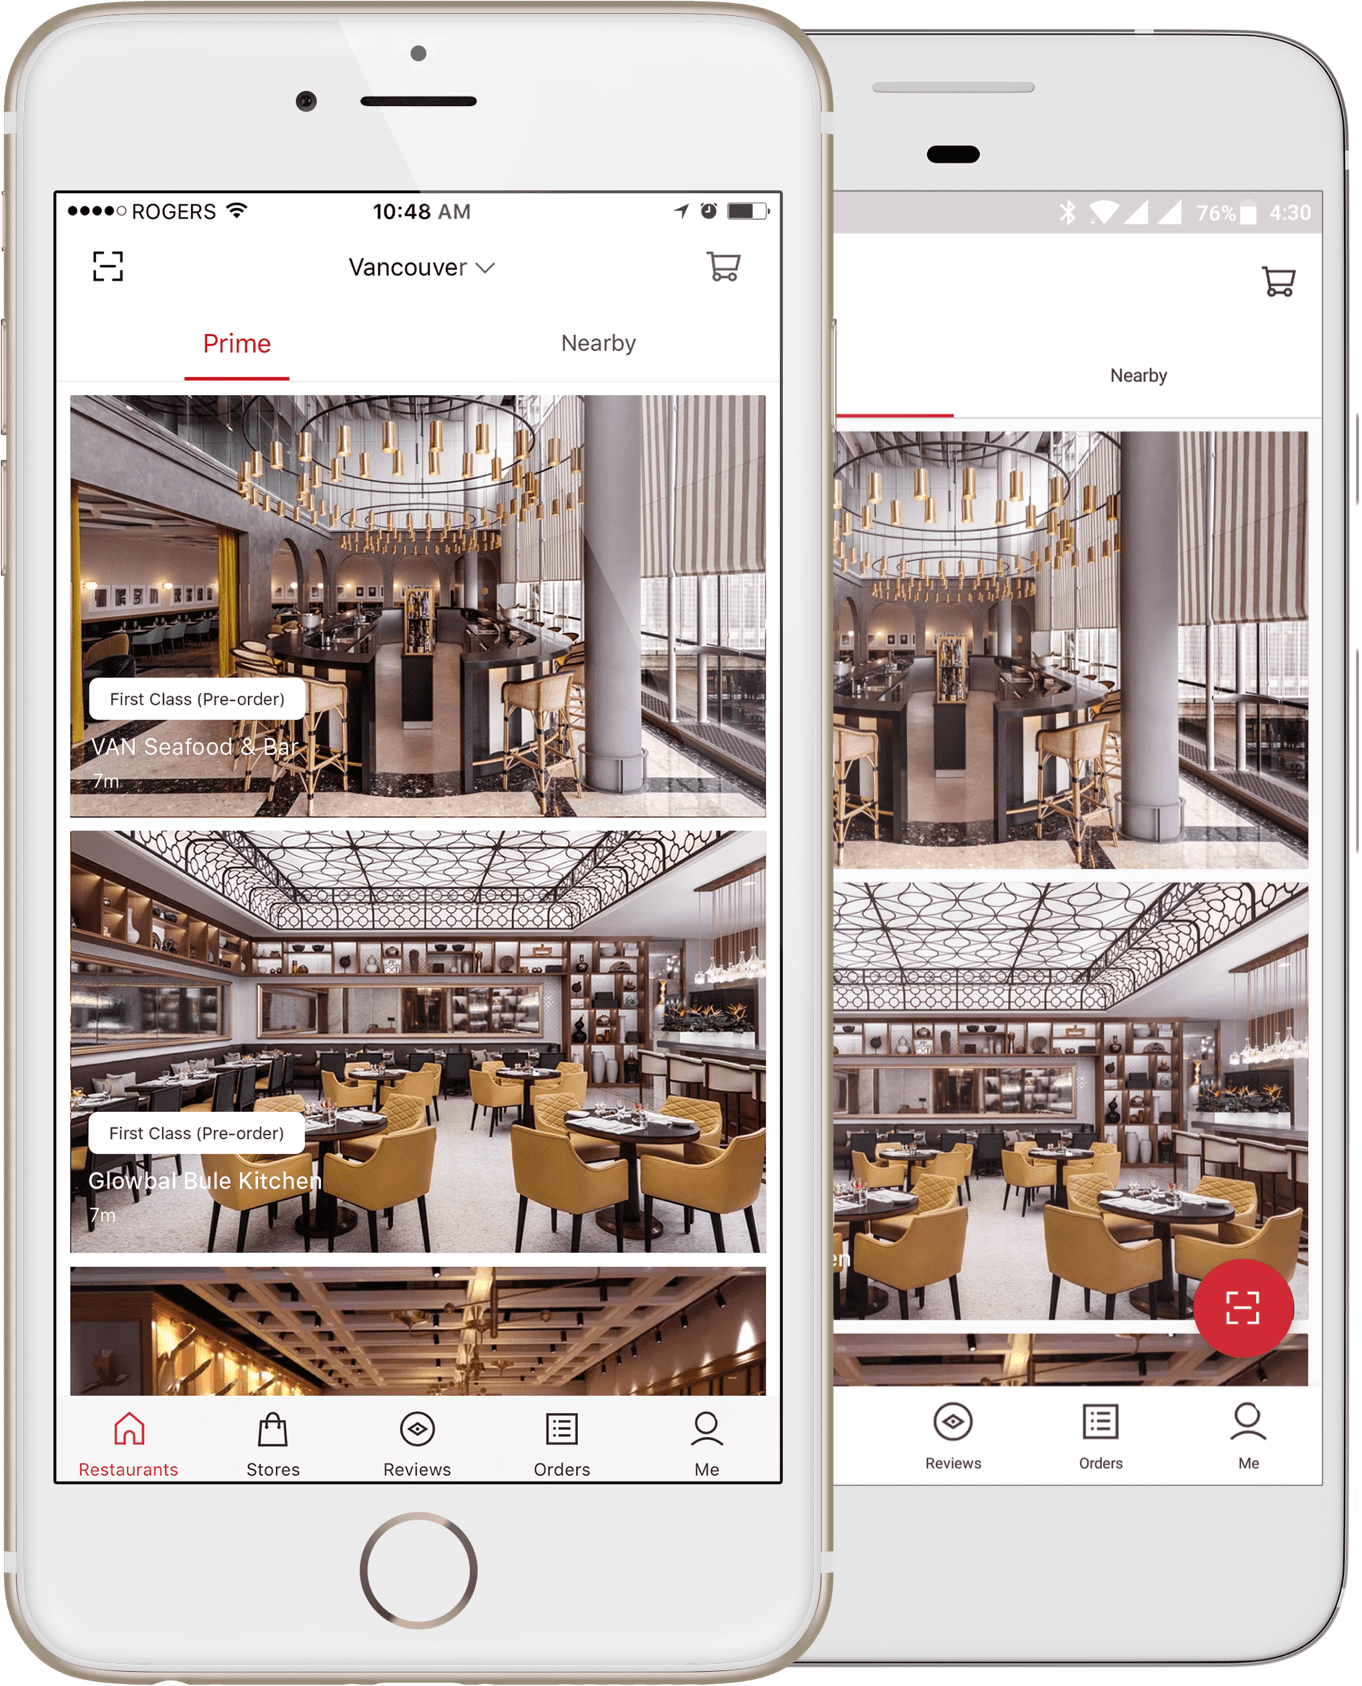 ROGERS 10:48 AM
Vancouver
Prime Nearby
First Class (Pre-order)
VAN Seafood & Bar
7m
First Class (Pre-order)
Glowbal Bule Kitchen
7m
Restaurants Stores Reviews Orders Me
76% 4:30
Nearby
en
Reviews Orders Me